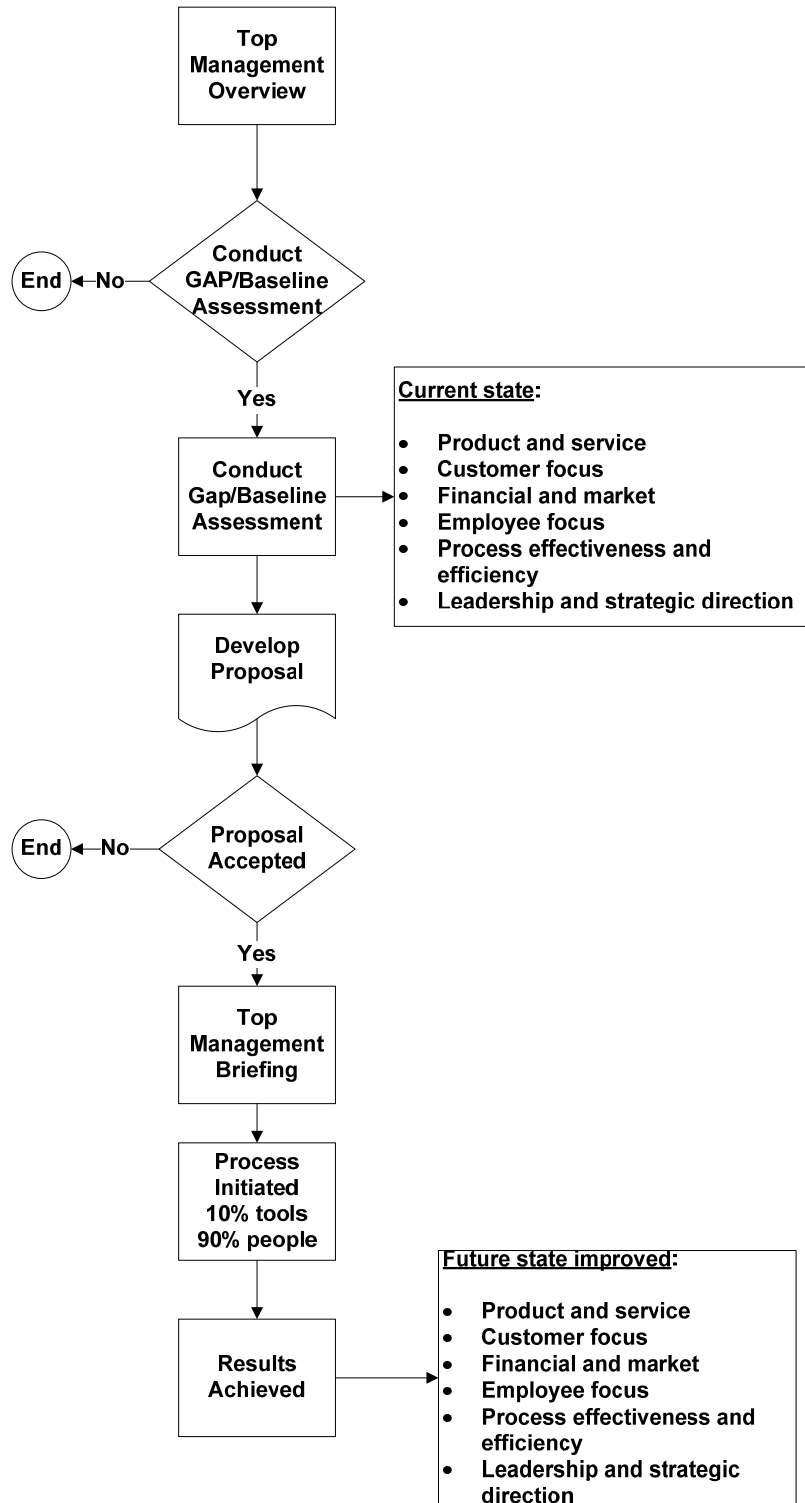 Top
Management
Overview
Conduct
GAP/Baseline
Assessment
No
End
Yes
Conduct
Gap/Baseline
Assessment
Current state:
• Product and service
• Customer focus
• Financial and market
• Employee focus
• Process effectiveness and
efficiency
• Leadership and strategic direction
Develop
Proposal
Proposal
Accepted
No
End
Yes
Top
Management
Briefing
Process
Initiated
10% tools
90% people
Results
Achieved
Future state improved:
• Product and service
• Customer focus
• Financial and market
• Employee focus
• Process effectiveness and
efficiency
• Leadership and strategic
direction